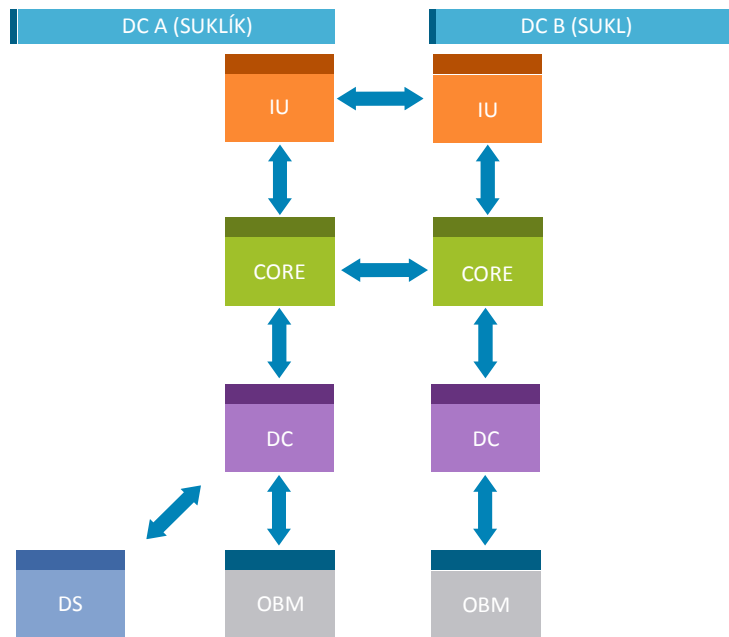 DC A (SUKLÍK)
DC B (SUKL)
IU
IU
CORE
CORE
DC
DC
DS
OBM
OBM